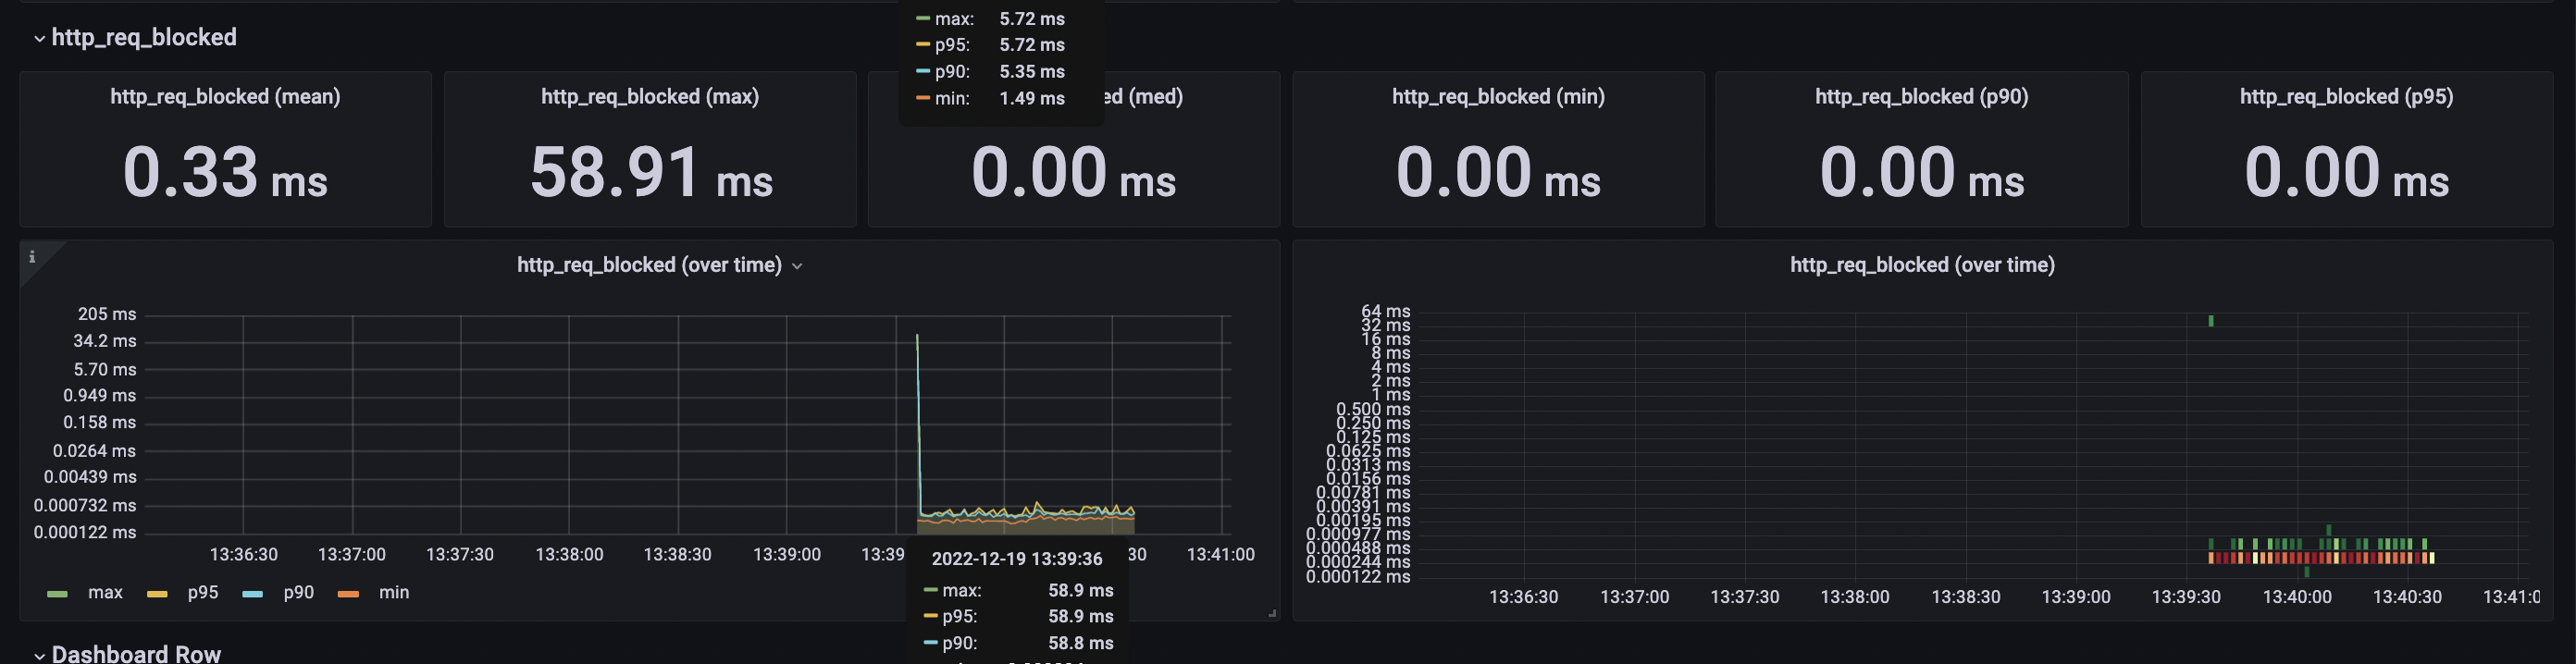 max: 5.72 ms
p95: 5.72 ms
p90: 5.35 ms
min: 1.49 ms
http_req_blocked
http_req_blocked (mean)
0.33 ms
http_req_blocked (max)
58.91 ms
ed (med)
0.00 ms
http_req_blocked (min)
0.00 ms
http_req_blocked (p90)
0.00 ms
http_req_blocked (p95)
0.00 ms
i
http_req_blocked (over time)
205 ms
34.2 ms
5.70 ms
0.949 ms
0.158 ms
0.0264 ms
0.00439 ms
0.000732 ms
0.000122 ms
13:36:30 13:37:00 13:37:30 13:38:00 13:38:30 13:39:00 13:39 30 13:41:00
max p95 p90 min
2022-12-19 13:39:36
max: 58.9 ms
p95: 58.9 ms
p90: 58.8 ms
http_req_blocked (over time)
64 ms
32 ms
16 ms
8 ms
4 ms
2 ms
1 ms
0.500 ms
0.250 ms
0.125 ms
0.0625 ms
0.0313 ms
0.0156 ms
0.00781 ms
0.00391 ms
0.00195 ms
0.000977 ms
0.000488 ms
0.000244 ms
0.000122 ms
13:36:30 13:37:00 13:37:30 13:38:00 13:38:30 13:39:00 13:39:30 13:40:00 13:40:30 13:41:0
Dashboard Row